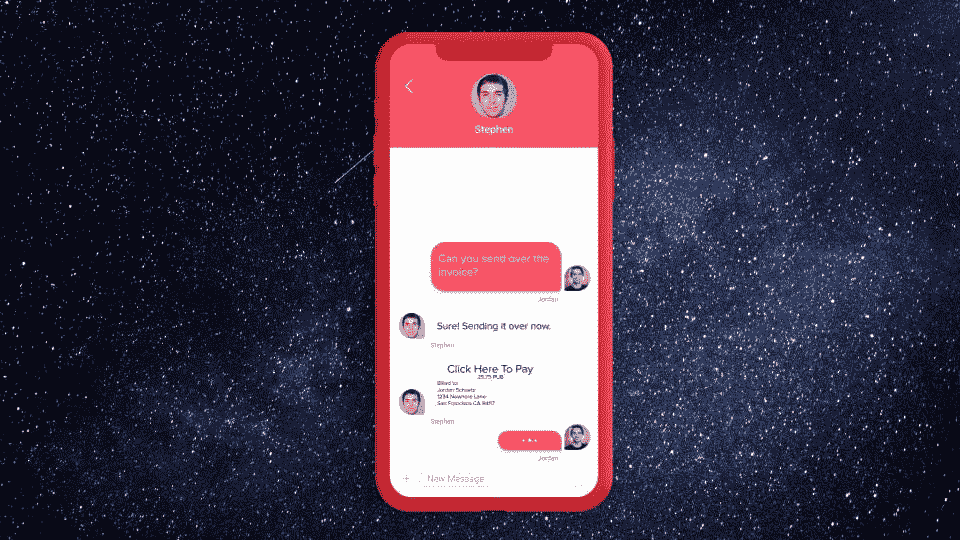 Stephen
Can you send over the
invoice?
Jordan
Sure! Sending it over now.
Stephen
Click Here To Pay
25.75 PUB
Billed to:
Jordan Schaetz
1234 Nowhere Lane
San Francisco CA 94117
Stephen
Jordan
+ New Message